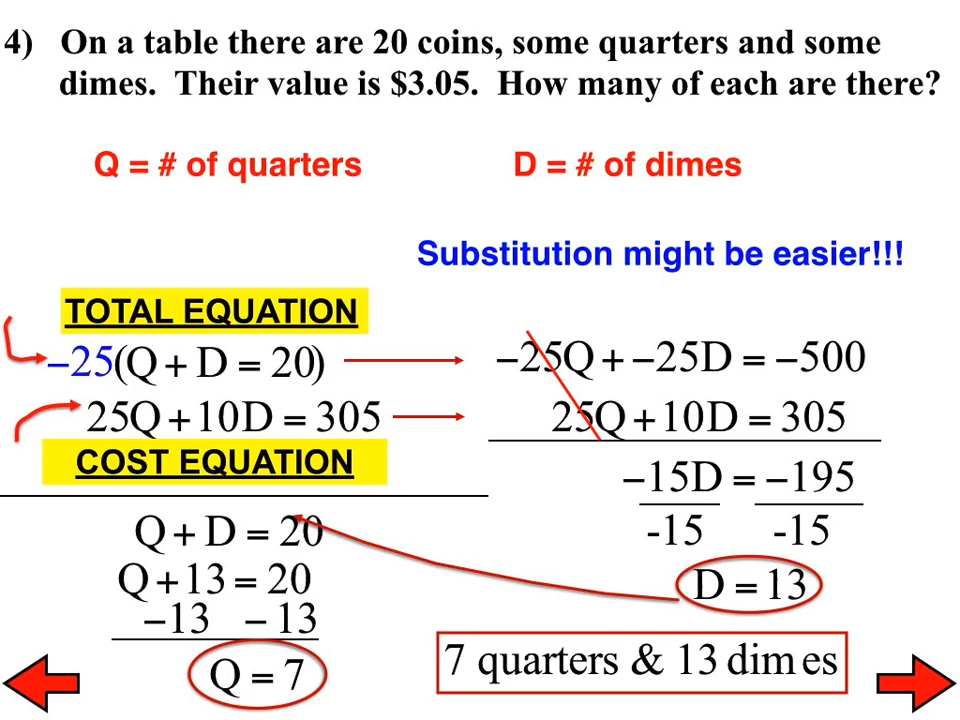 4) On a table there are 20 coins, some quarters and some
dimes. Their value is $3.05. How many of each are there?
Q = # of quarters
D = # of dimes
Substitution might be easier!!!
TOTAL EQUATION
−25(Q + D = 20)
25Q + 10D = 305
COST EQUATION
−25Q + −25D = −500
25Q + 10D = 305
−15D = −195
-15 -15
D = 13
Q + D = 20
Q + 13 = 20
−13 − 13
Q = 7
7 quarters & 13 dimes